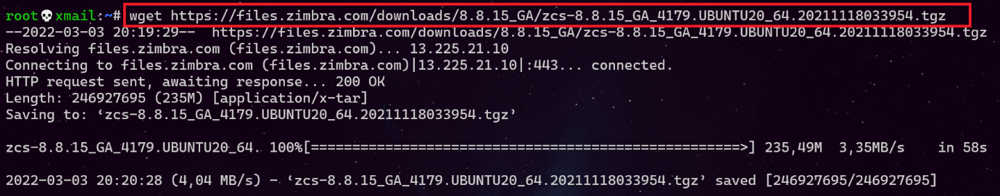 root💀xmail:~# wget https://files.zimbra.com/downloads/8.8.15_GA/zcs-8.8.15_GA_4179.UBUNTU20_64.20211118033954.tgz
--2022-03-03 20:19:29--  https://files.zimbra.com/downloads/8.8.15_GA/zcs-8.8.15_GA_4179.UBUNTU20_64.20211118033954.tgz
Resolving files.zimbra.com (files.zimbra.com)... 13.225.21.10
Connecting to files.zimbra.com (files.zimbra.com)|13.225.21.10|:443... connected.
HTTP request sent, awaiting response... 200 OK
Length: 246927695 (235M) [application/x-tar]
Saving to: ‘zcs-8.8.15_GA_4179.UBUNTU20_64.20211118033954.tgz’
zcs-8.8.15_GA_4179.UBUNTU20_64. 100%[====================================================>] 235,49M  3,35MB/s    in 58s
2022-03-03 20:20:28 (4,04 MB/s) - ‘zcs-8.8.15_GA_4179.UBUNTU20_64.20211118033954.tgz’ saved [246927695/246927695]